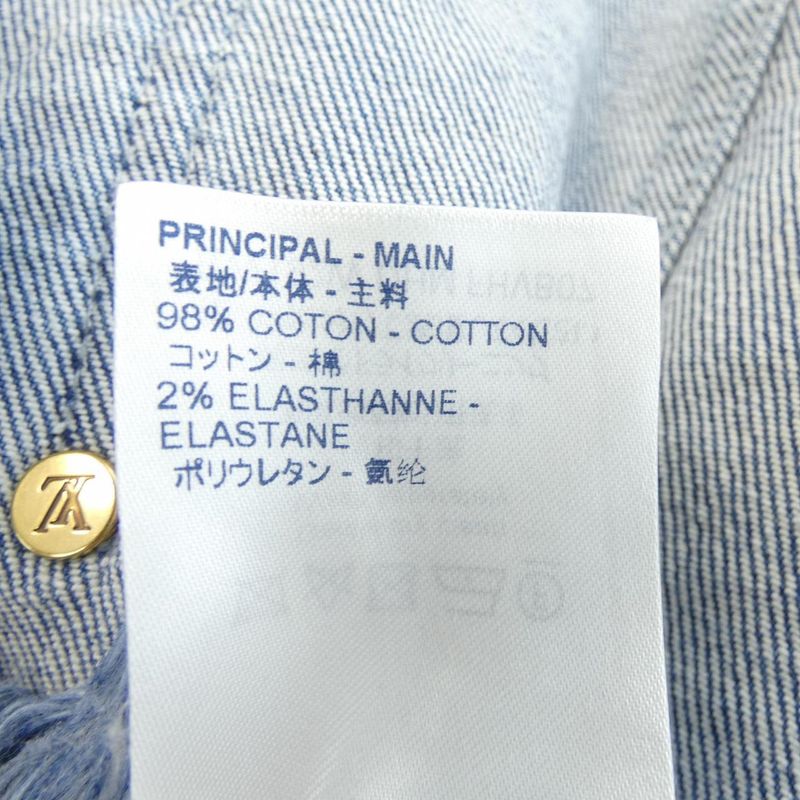 PRINCIPAL - MAIN
表地/本体 - 主料
98% COTON - COTTON
コットン - 棉
2% ELASTHANNE -
ELASTANE
ポリウレタン - 氨纶
LV